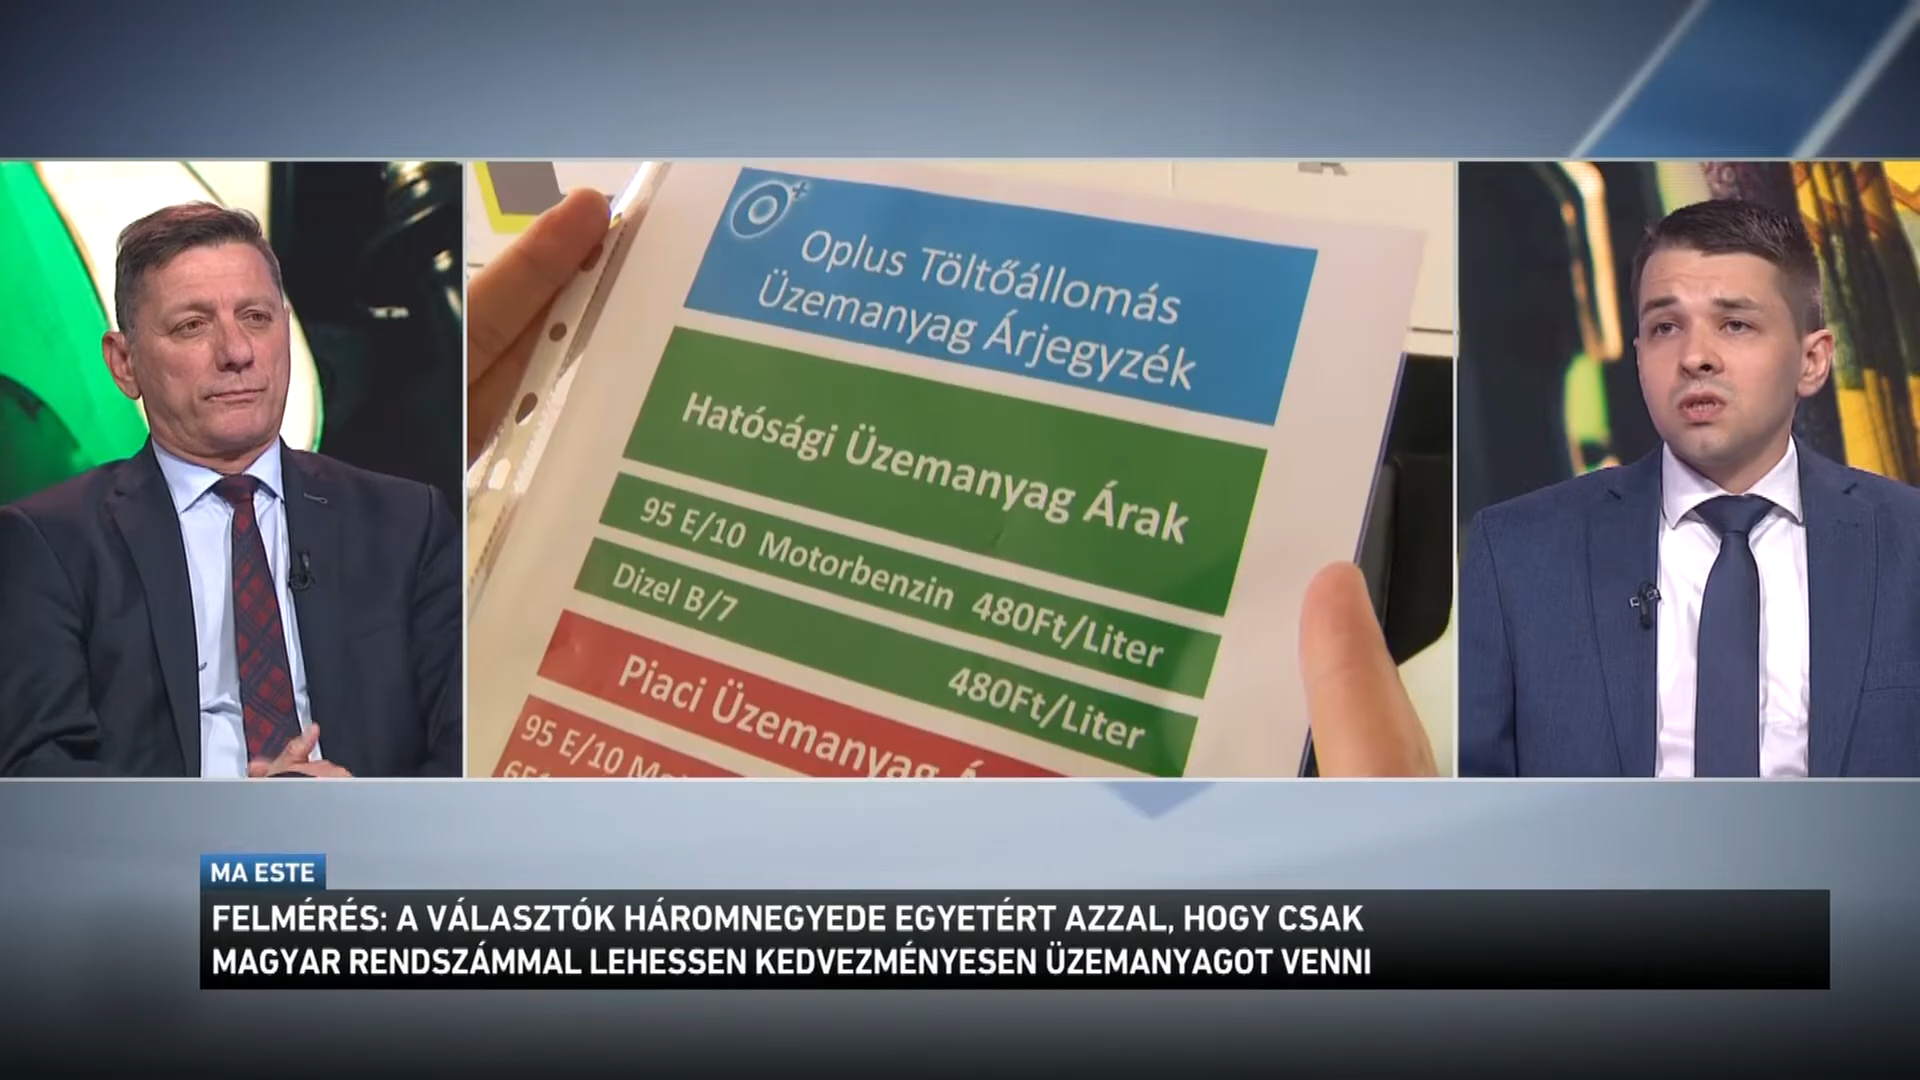 Oplus Töltőállomás
Üzemanyag Árjegyzék
Hatósági Üzemanyag Árak
95 E/10 Motorbenzin 480Ft/Liter
Dizel B/7 480Ft/Liter
Piaci Üzemanyag
95 E/10
MA ESTE
FELMÉRÉS: A VÁLASZTÓK HÁROMNEGYEDE EGYETÉRT AZZAL, HOGY CSAK
MAGYAR RENDSZÁMMAL LEHESSEN KEDVEZMÉNYESEN ÜZEMANYAGOT VENNI